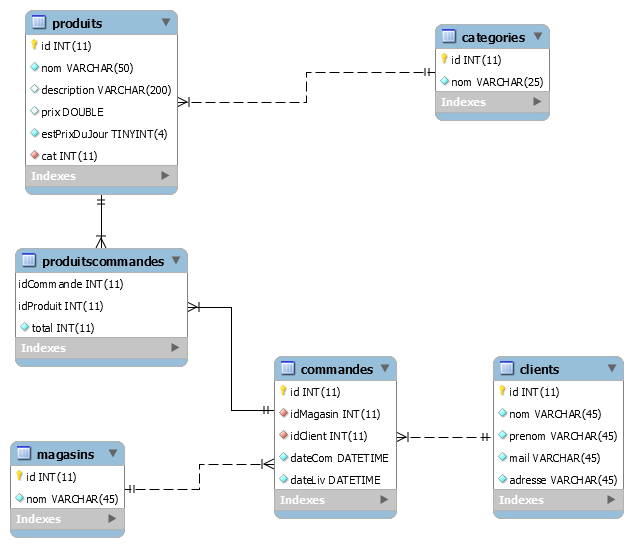 produits
id INT(11)
nom VARCHAR(50)
description VARCHAR(200)
prix DOUBLE
estPrixDuJour TINYINT(4)
cat INT(11)
Indexes
categories
id INT(11)
nom VARCHAR(25)
Indexes
produitscommandes
idCommande INT(11)
idProduit INT(11)
total INT(11)
Indexes
commandes
id INT(11)
idMagasin INT(11)
idClient INT(11)
dateCom DATETIME
dateLiv DATETIME
Indexes
clients
id INT(11)
nom VARCHAR(45)
prenom VARCHAR(45)
mail VARCHAR(45)
adresse VARCHAR(45)
Indexes
magasins
id INT(11)
nom VARCHAR(45)
Indexes